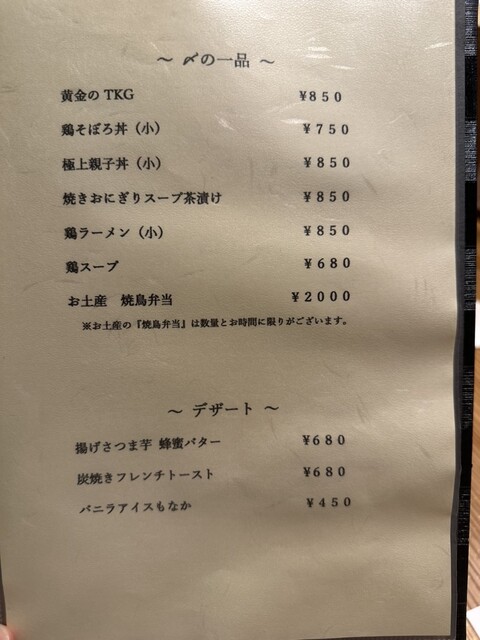 ～ 〆の一品 ～
黄金の TKG ¥850
鶏そぼろ丼（小） ¥750
極上親子丼（小） ¥850
焼きおにぎりスープ茶漬け ¥850
鶏ラーメン（小） ¥850
鶏スープ ¥680
お土産　焼鳥弁当 ¥2000
※お土産の『焼鳥弁当』は数量とお時間に限りがございます。
～ デザート ～
揚げさつま芋 蜂蜜バター ¥680
炭焼きフレンチトースト ¥680
バニラアイスもなか ¥450